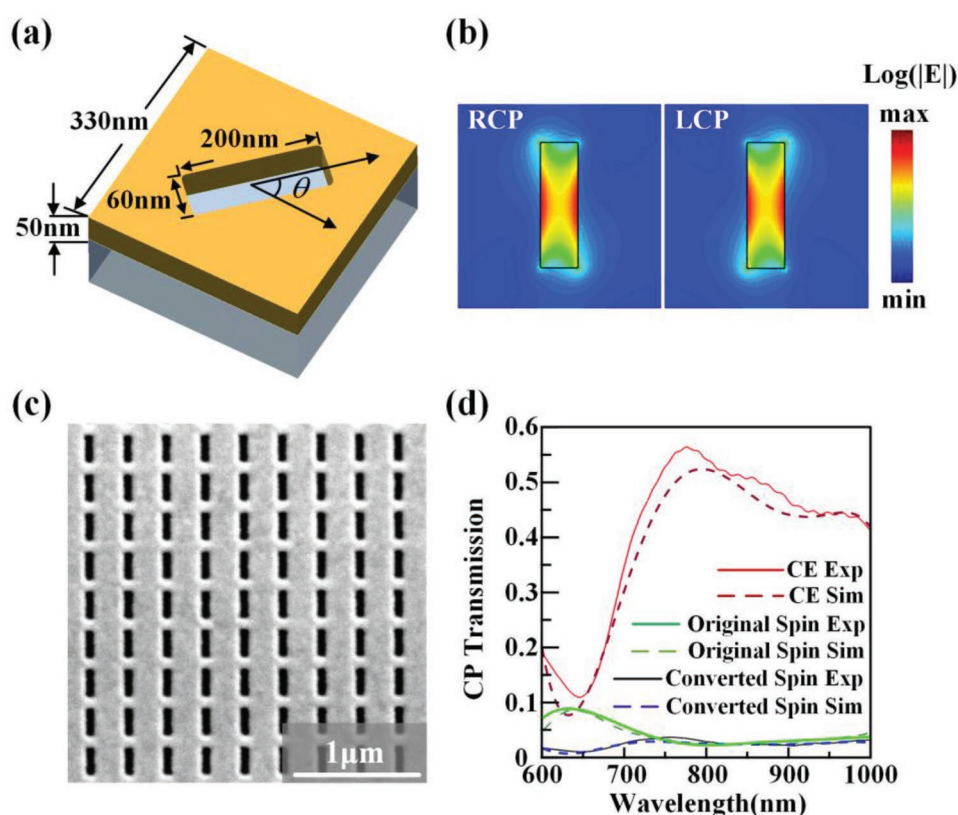 (a)
330nm
200nm
60nm
θ
50nm
(b)
Log(|E|)
RCP
LCP
max
min
(c)
1μm
(d)
CP Transmission
0.6
0.5
0.4
0.3
0.2
0.1
0
CE Exp
CE Sim
Original Spin Exp
Original Spin Sim
Converted Spin Exp
Converted Spin Sim
600 700 800 900 1000
Wavelength(nm)